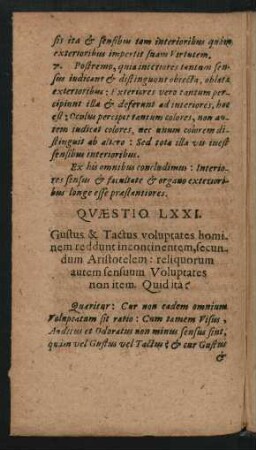 sis ita & sensibus tam interioribus quàm
exterioribus impertit suam Virtutem.
7. Postremo, quia interiores tantum sen-
sus iudicant & distinguunt obiecta, oblata
exterioribus: Exteriores vero tantum per-
cipiunt illa & deferunt ad interiores, hoc
est: Oculus percipit tantum colores, non au-
tem iudicat colores, nec unum colorem di-
stinguit ab altero: Sed tota illa vis inest
sensibus interioribus.
Ex his omnibus concludimus: Interio-
res sensus & facultate & organo exteriori-
bus longe esse præstantiores.
QVÆSTIO LXXI.
Gustus & Tactus voluptates homi-
nem reddunt incontinentem, secun-
dum Aristotelem: reliquorum
autem sensuum Voluptates
non item. Quid ita?
Quæritur: Cur non eadem omnium
Voluptatum sit ratio: Cum tamen Visus,
Auditus et Odoratus non minus sensus sint,
quàm vel Gustus vel Tactus? & cur Gustus
&